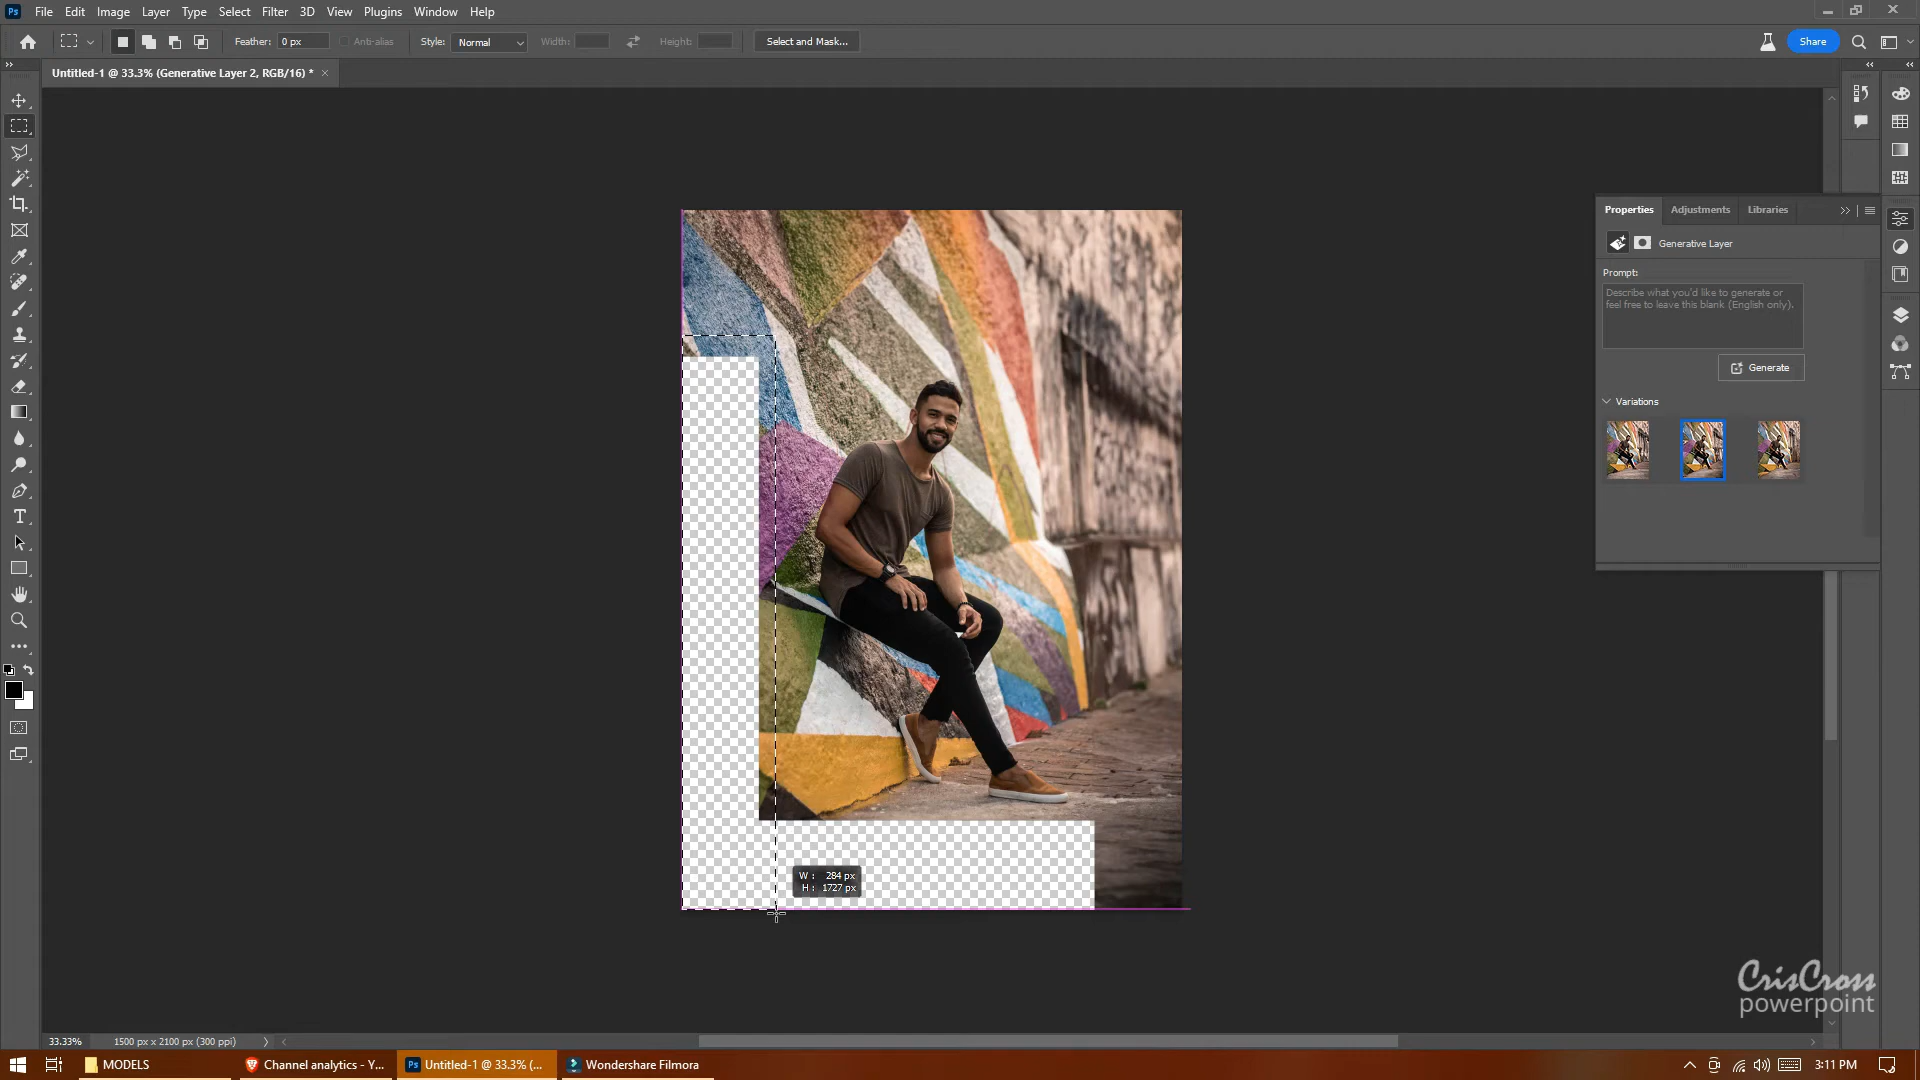 Ps File Edit Image Layer Type Select Filter 3D View Plugins Window Help
Feather: 0 px Anti-alias Style: Normal Width: Height: Select and Mask... Share
Untitled-1 @ 33.3% (Generative Layer 2, RGB/16) *
Properties Adjustments Libraries
Generative Layer
Prompt:
Describe what you'd like to generate or
feel free to leave this blank (English only).
Generate
Variations
T
W : 284 px
H : 1727 px
CrisCross
powerpoint
33.33% 1500 px x 2100 px (300 ppi)
MODELS Channel analytics - Y... Ps Untitled-1 @ 33.3% (... Wondershare Filmora 3:11 PM